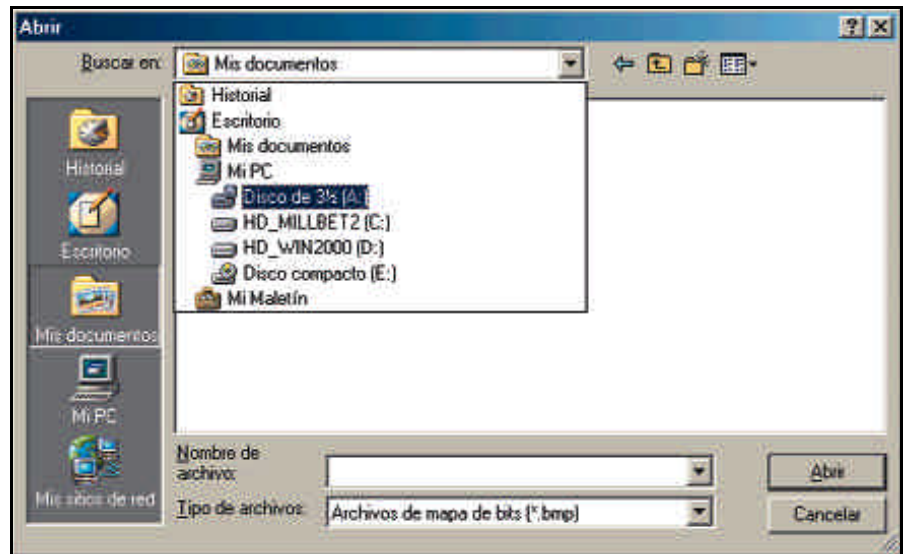 Abrir
Buscar en:
Mis documentos
Historial
Escritorio
Mis documentos
Mi PC
Disco de 3½ (A:)
HD_MILLBET2 (C:)
HD_WIN2000 (D:)
Disco compacto (E:)
Mi Maletín
Historial
Escritorio
Mis documentos
Mi PC
Mis sitios de red
Nombre de
archivo:
Tipo de archivos:
Archivos de mapa de bits (*.bmp)
Abrir
Cancelar